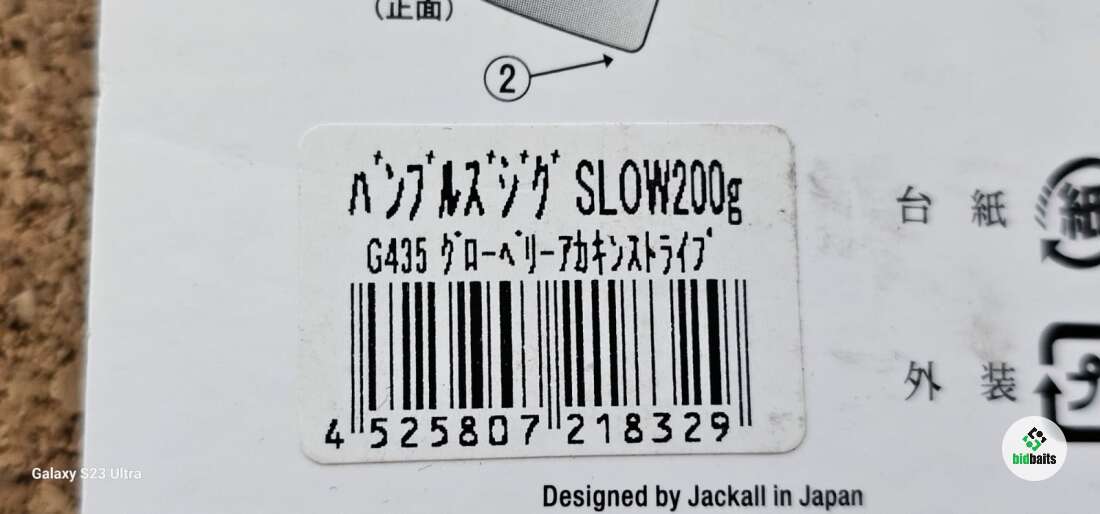 (正面)
②
バンブルズジグ SLOW200g
G435 グローベリーアカキンストライプ
4 525807 218329
台紙 紙
外装 プ
Designed by Jackall in Japan
Galaxy S23 Ultra
bidbaits